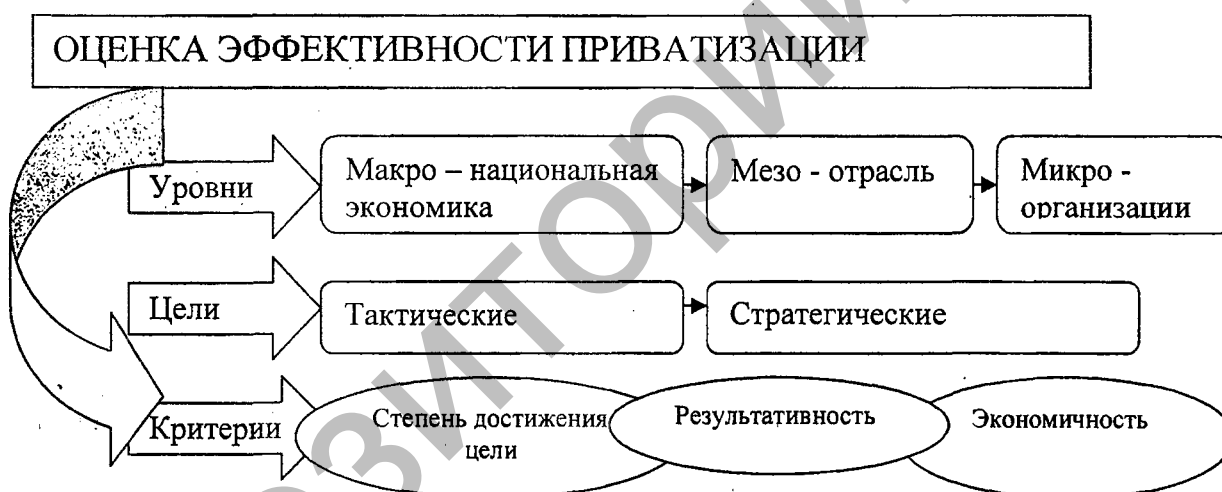 ОЦЕНКА ЭФФЕКТИВНОСТИ ПРИВАТИЗАЦИИ
Уровни
Макро – национальная
экономика
Мезо - отрасль
Микро -
организации
Цели
Тактические
Стратегические
Критерии
Степень достижения
цели
Результативность
Экономичность